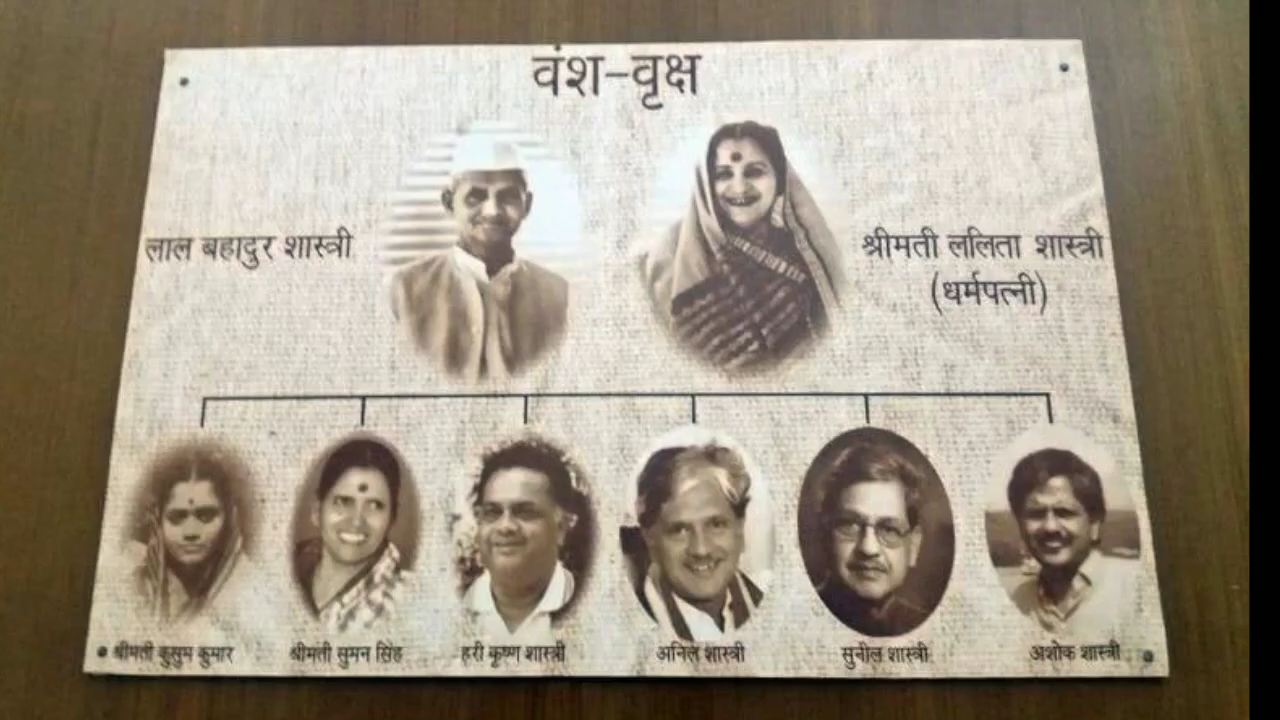 वंश-वृक्ष
लाल बहादुर शास्त्री
श्रीमती ललिता शास्त्री
(धर्मपत्नी)
श्रीमती कुसुम कुमार
श्रीमती सुमन सिंह
हरी कृष्ण शास्त्री
अनिल शास्त्री
सुनील शास्त्री
अशोक शास्त्री